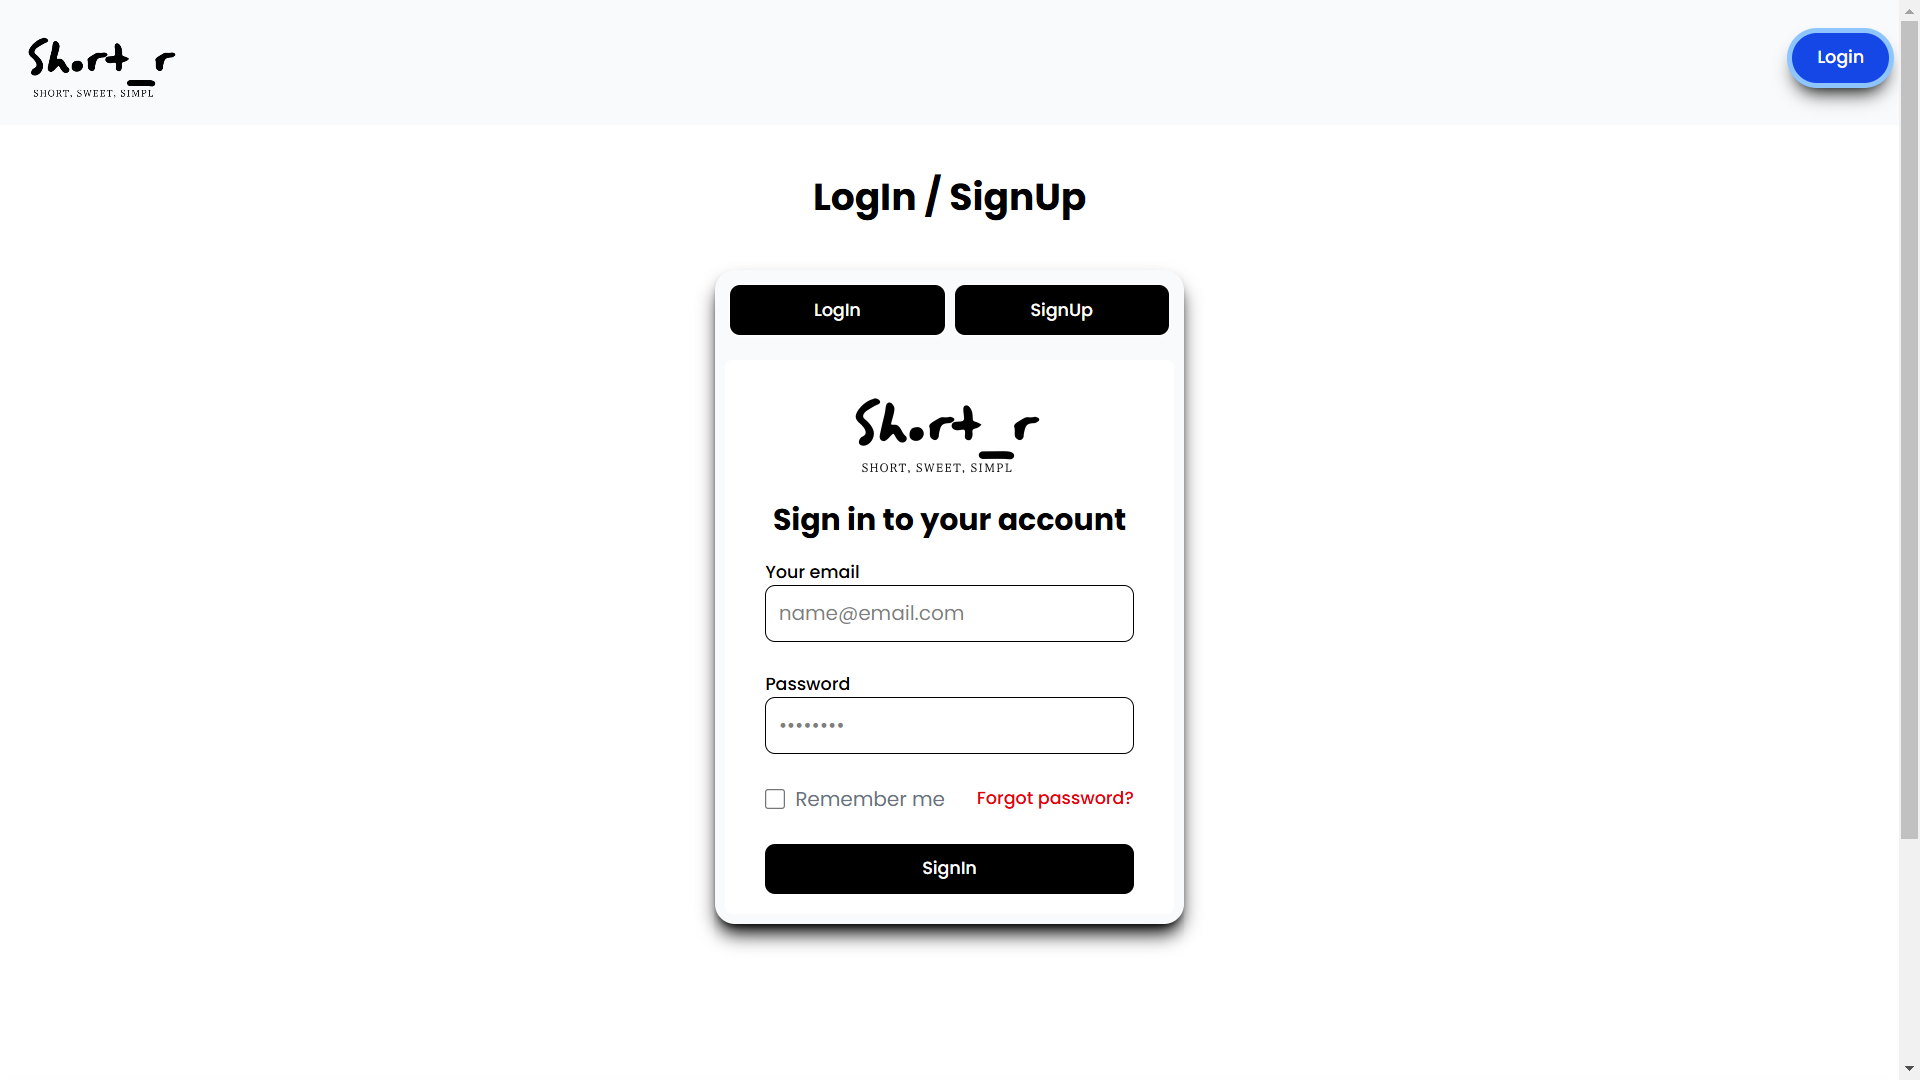 Short_r
SHORT, SWEET, SIMPL
Login
LogIn / SignUp
LogIn
SignUp
Short_r
SHORT, SWEET, SIMPL
Sign in to your account
Your email
name@email.com
Password
••••••••
Remember me
Forgot password?
SignIn